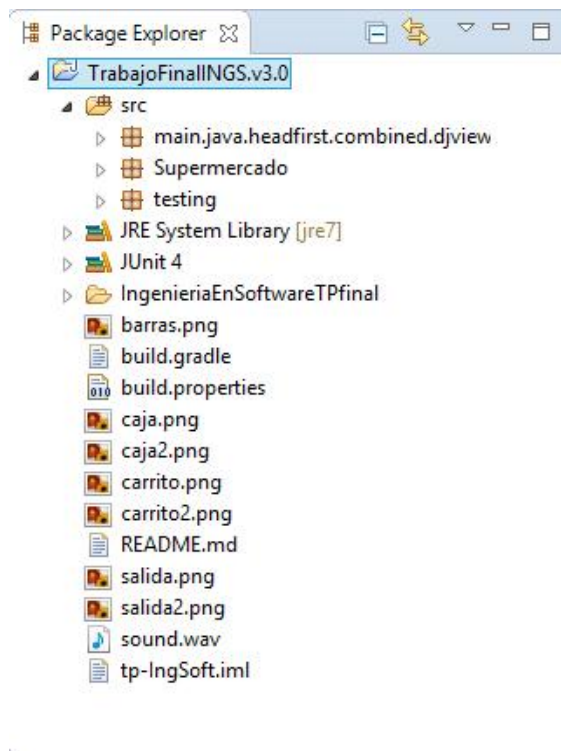 Package Explorer
TrabajoFinalINGS.v3.0
src
main.java.headfirst.combined.djview
Supermercado
testing
JRE System Library [jre7]
JUnit 4
IngenieriaEnSoftwareTPfinal
barras.png
build.gradle
010 build.properties
caja.png
caja2.png
carrito.png
carrito2.png
README.md
salida.png
salida2.png
sound.wav
tp-IngSoft.iml